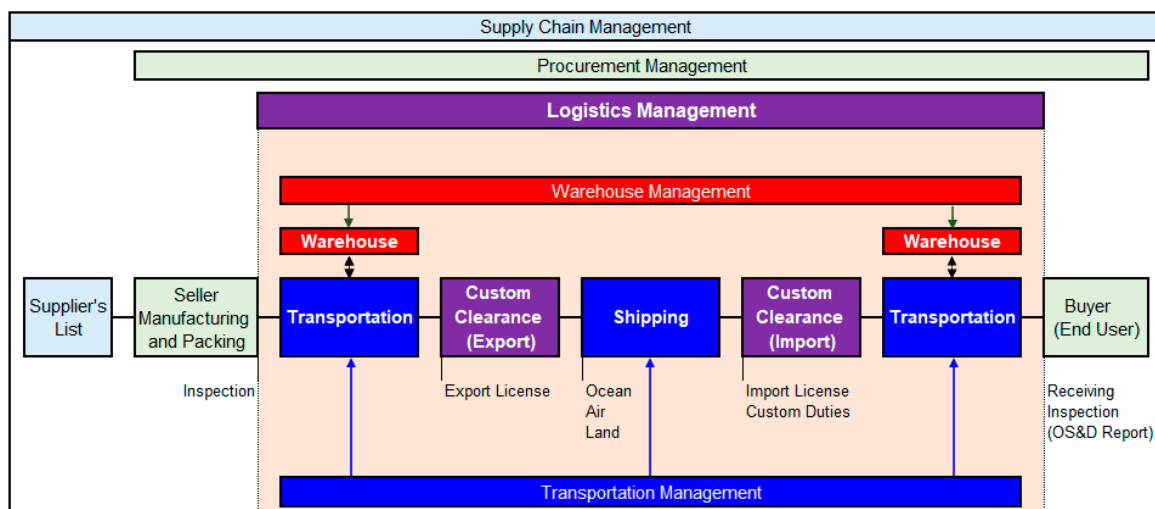 Supply Chain Management
Procurement Management
Logistics Management
Warehouse Management
Warehouse
Warehouse
Supplier's
List
Seller
Manufacturing
and Packing
Transportation
Custom
Clearance
(Export)
Shipping
Custom
Clearance
(Import)
Transportation
Buyer
(End User)
Inspection
Export License
Ocean
Air
Land
Import License
Custom Duties
Receiving
Inspection
(OS&D Report)
Transportation Management